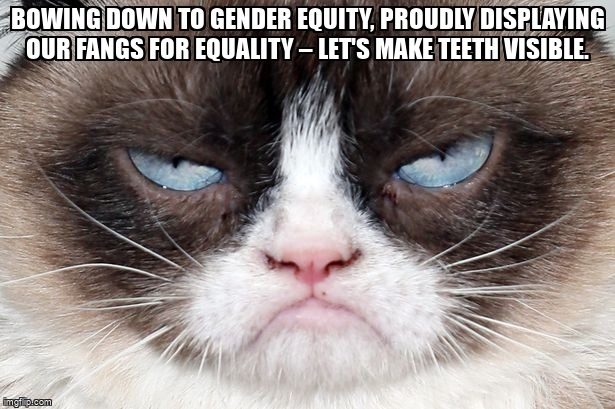 BOWING DOWN TO GENDER EQUITY, PROUDLY DISPLAYING
OUR FANGS FOR EQUALITY – LET'S MAKE TEETH VISIBLE.
imgflip.com